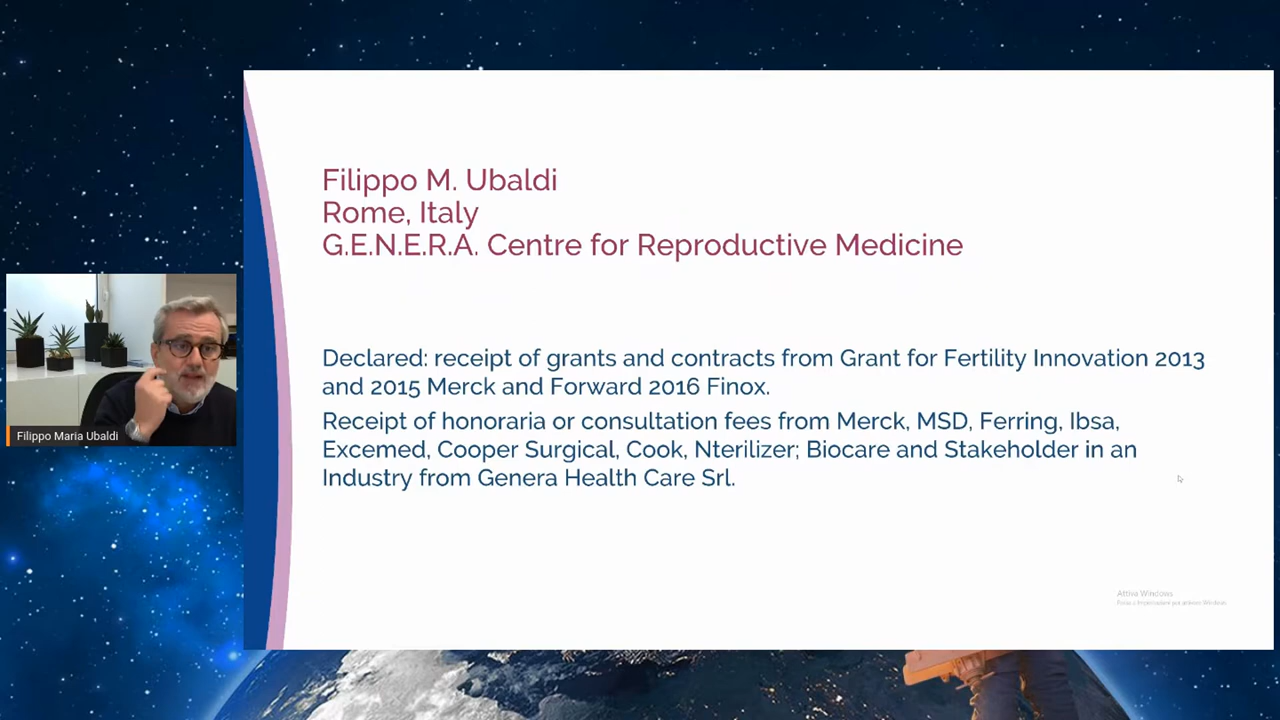 Filippo M. Ubaldi
Rome, Italy
G.E.N.E.R.A. Centre for Reproductive Medicine
Declared: receipt of grants and contracts from Grant for Fertility Innovation 2013
and 2015 Merck and Forward 2016 Finox.
Receipt of honoraria or consultation fees from Merck, MSD, Ferring, Ibsa,
Excemed, Cooper Surgical, Cook, Nterilizer; Biocare and Stakeholder in an
Industry from Genera Health Care Srl.
Filippo Maria Ubaldi
Attiva Windows